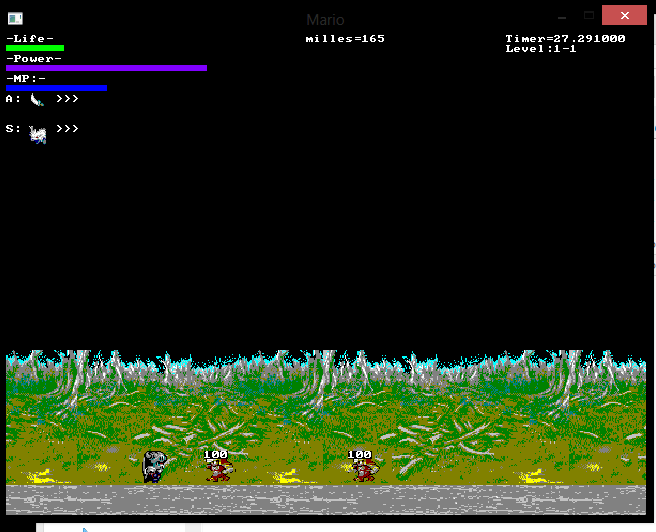 Mario
-Life-
milles=165
Timer=27.291000
Level:1-1
-Power-
-MP:-
A: >>>
S: >>>
100
100